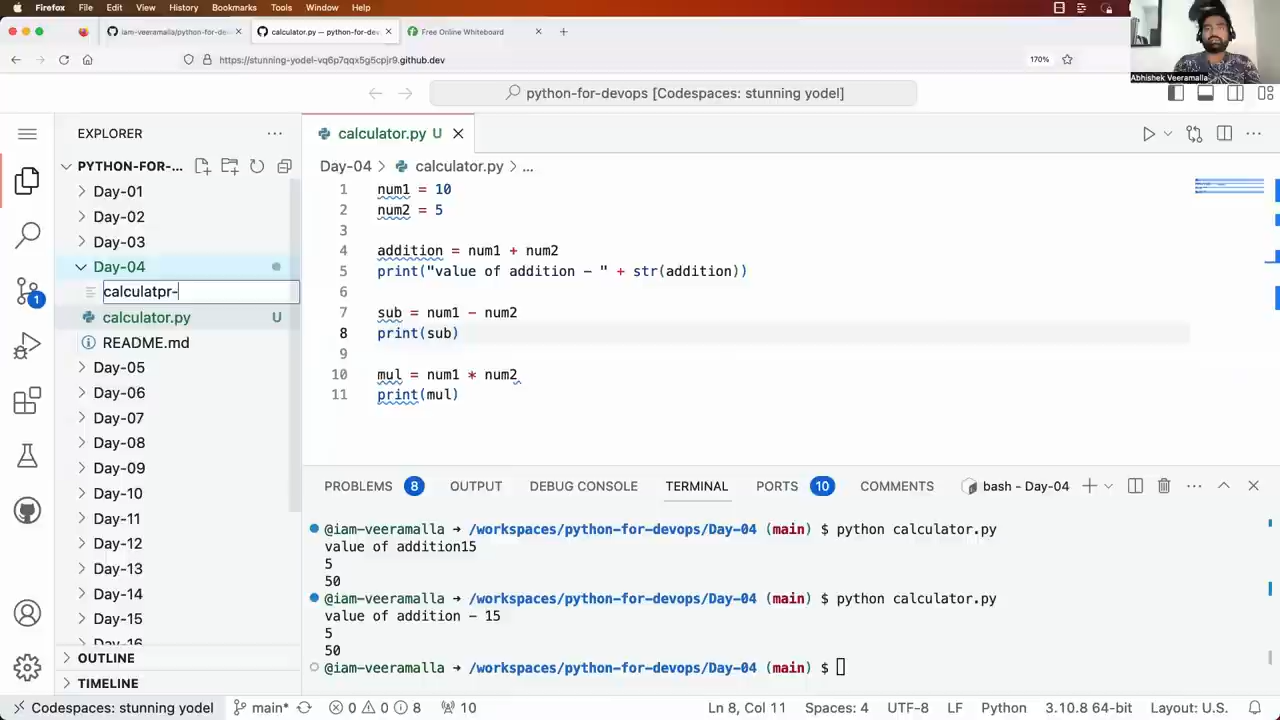 Firefox File Edit View History Bookmarks Tools Window Help
iam-veeramalla/python-for-de
calculator.py — python-for-dev
Free Online Whiteboard
https://stunning-yodel-vq6p7qqx5g5cpjr9.github.dev
170%
Abhishek Veeramalla
python-for-devops [Codespaces: stunning yodel]
EXPLORER
PYTHON-FOR-...
Day-01
Day-02
Day-03
Day-04
calculatpr-
calculator.py U
README.md
Day-05
Day-06
Day-07
Day-08
Day-09
Day-10
Day-11
Day-12
Day-13
Day-14
Day-15
Day-16
OUTLINE
TIMELINE
calculator.py U
Day-04 > calculator.py > ...
1 num1 = 10
2 num2 = 5
3
4 addition = num1 + num2
5 print("value of addition - " + str(addition))
6
7 sub = num1 - num2
8 print(sub)
9
10 mul = num1 * num2
11 print(mul)
PROBLEMS 8 OUTPUT DEBUG CONSOLE TERMINAL PORTS 10 COMMENTS bash - Day-04
@iam-veeramalla → /workspaces/python-for-devops/Day-04 (main) $ python calculator.py
value of addition15
5
50
@iam-veeramalla → /workspaces/python-for-devops/Day-04 (main) $ python calculator.py
value of addition - 15
5
50
@iam-veeramalla → /workspaces/python-for-devops/Day-04 (main) $
1
Codespaces: stunning yodel main* 0 0 8 10 Ln 8, Col 11 Spaces: 4 UTF-8 LF Python 3.10.8 64-bit Layout: U.S.